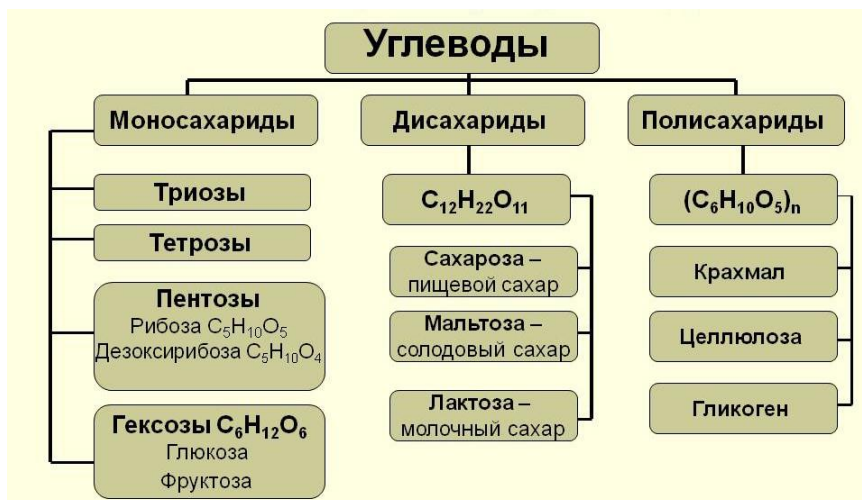 Углеводы
Моносахариды
Дисахариды
Полисахариды
Триозы
Тетрозы
Пентозы
Рибоза C₅H₁₀O₅
Дезоксирибоза C₅H₁₀O₄
Гексозы C₆H₁₂O₆
Глюкоза
Фруктоза
C₁₂H₂₂O₁₁
Сахароза –
пищевой сахар
Мальтоза –
солодовый сахар
Лактоза –
молочный сахар
(C₆H₁₀O₅)ₙ
Крахмал
Целлюлоза
Гликоген